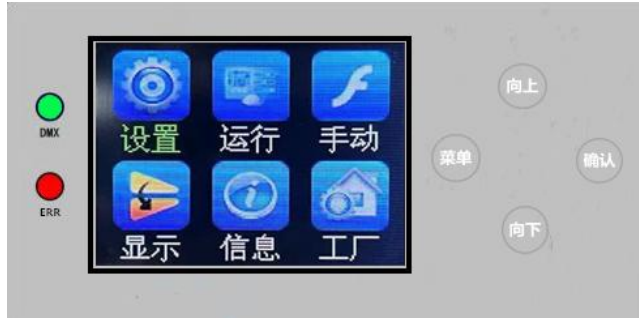 向上
DMX
设置 运行 手动
菜单 确认
ERR
显示 信息 工厂
向下